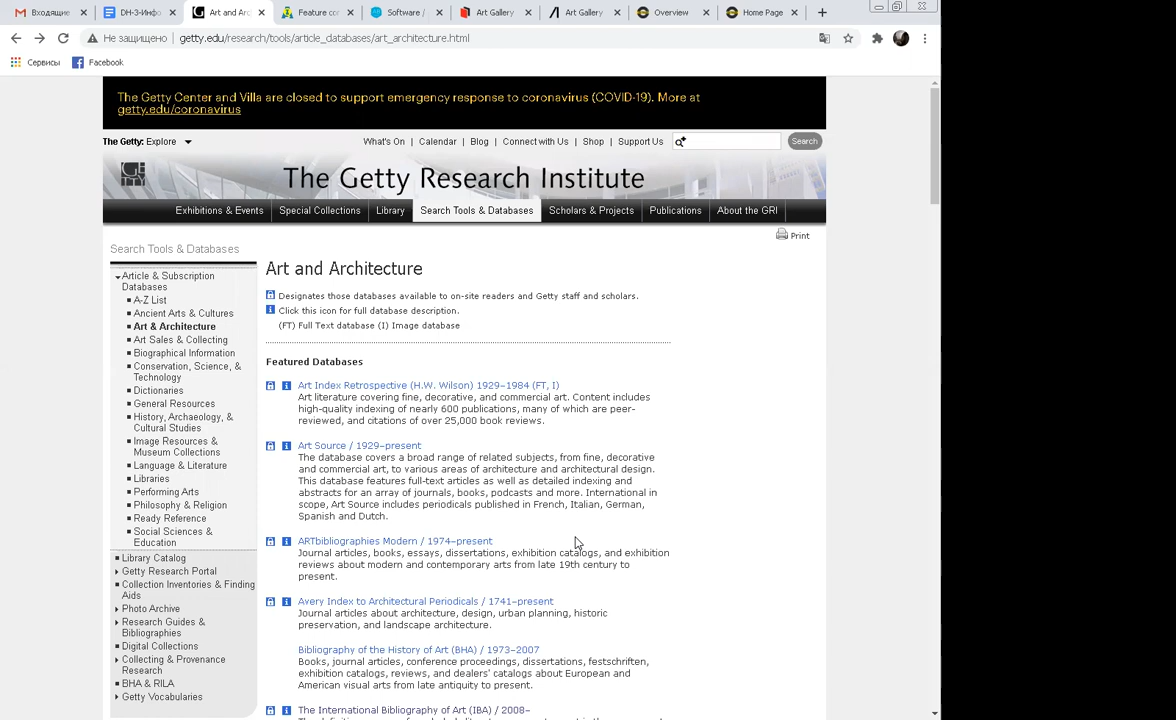 Входящие
DH-3-Инфо
Art and Arc
Feature cor
Software /
Art Gallery
Art Gallery
Overview
Home Page
Не защищено
getty.edu/research/tools/article_databases/art_architecture.html
Сервисы
Facebook
The Getty Center and Villa are closed to support emergency response to coronavirus (COVID-19). More at
getty.edu/coronavirus
The Getty: Explore
What's On | Calendar | Blog | Connect with Us | Shop | Support Us
Search
The Getty Research Institute
Exhibitions & Events
Special Collections
Library
Search Tools & Databases
Scholars & Projects
Publications
About the GRI
Print
Search Tools & Databases
Article & Subscription
Databases
A-Z List
Ancient Arts & Cultures
Art & Architecture
Art Sales & Collecting
Biographical Information
Conservation, Science, &
Technology
Dictionaries
General Resources
History, Archaeology, &
Cultural Studies
Image Resources &
Museum Collections
Language & Literature
Libraries
Performing Arts
Philosophy & Religion
Ready Reference
Social Sciences &
Education
Library Catalog
Getty Research Portal
Collection Inventories & Finding
Aids
Photo Archive
Research Guides &
Bibliographies
Digital Collections
Collecting & Provenance
Research
BHA & RILA
Getty Vocabularies
Art and Architecture
Designates those databases available to on-site readers and Getty staff and scholars.
Click this icon for full database description.
(FT) Full Text database (I) Image database
Featured Databases
Art Index Retrospective (H.W. Wilson) 1929–1984 (FT, I)
Art literature covering fine, decorative, and commercial art. Content includes
high-quality indexing of nearly 600 publications, many of which are peer-
reviewed, and citations of over 25,000 book reviews.
Art Source / 1929–present
The database covers a broad range of related subjects, from fine, decorative
and commercial art, to various areas of architecture and architectural design.
This database features full-text articles as well as detailed indexing and
abstracts for an array of journals, books, podcasts and more. International in
scope, Art Source includes periodicals published in French, Italian, German,
Spanish and Dutch.
ARTbibliographies Modern / 1974–present
Journal articles, books, essays, dissertations, exhibition catalogs, and exhibition
reviews about modern and contemporary arts from late 19th century to
present.
Avery Index to Architectural Periodicals / 1741–present
Journal articles about architecture, design, urban planning, historic
preservation, and landscape architecture.
Bibliography of the History of Art (BHA) / 1973–2007
Books, journal articles, conference proceedings, dissertations, festschriften,
exhibition catalogs, reviews, and dealers' catalogs about European and
American visual arts from late antiquity to present.
The International Bibliography of Art (IBA) / 2008–